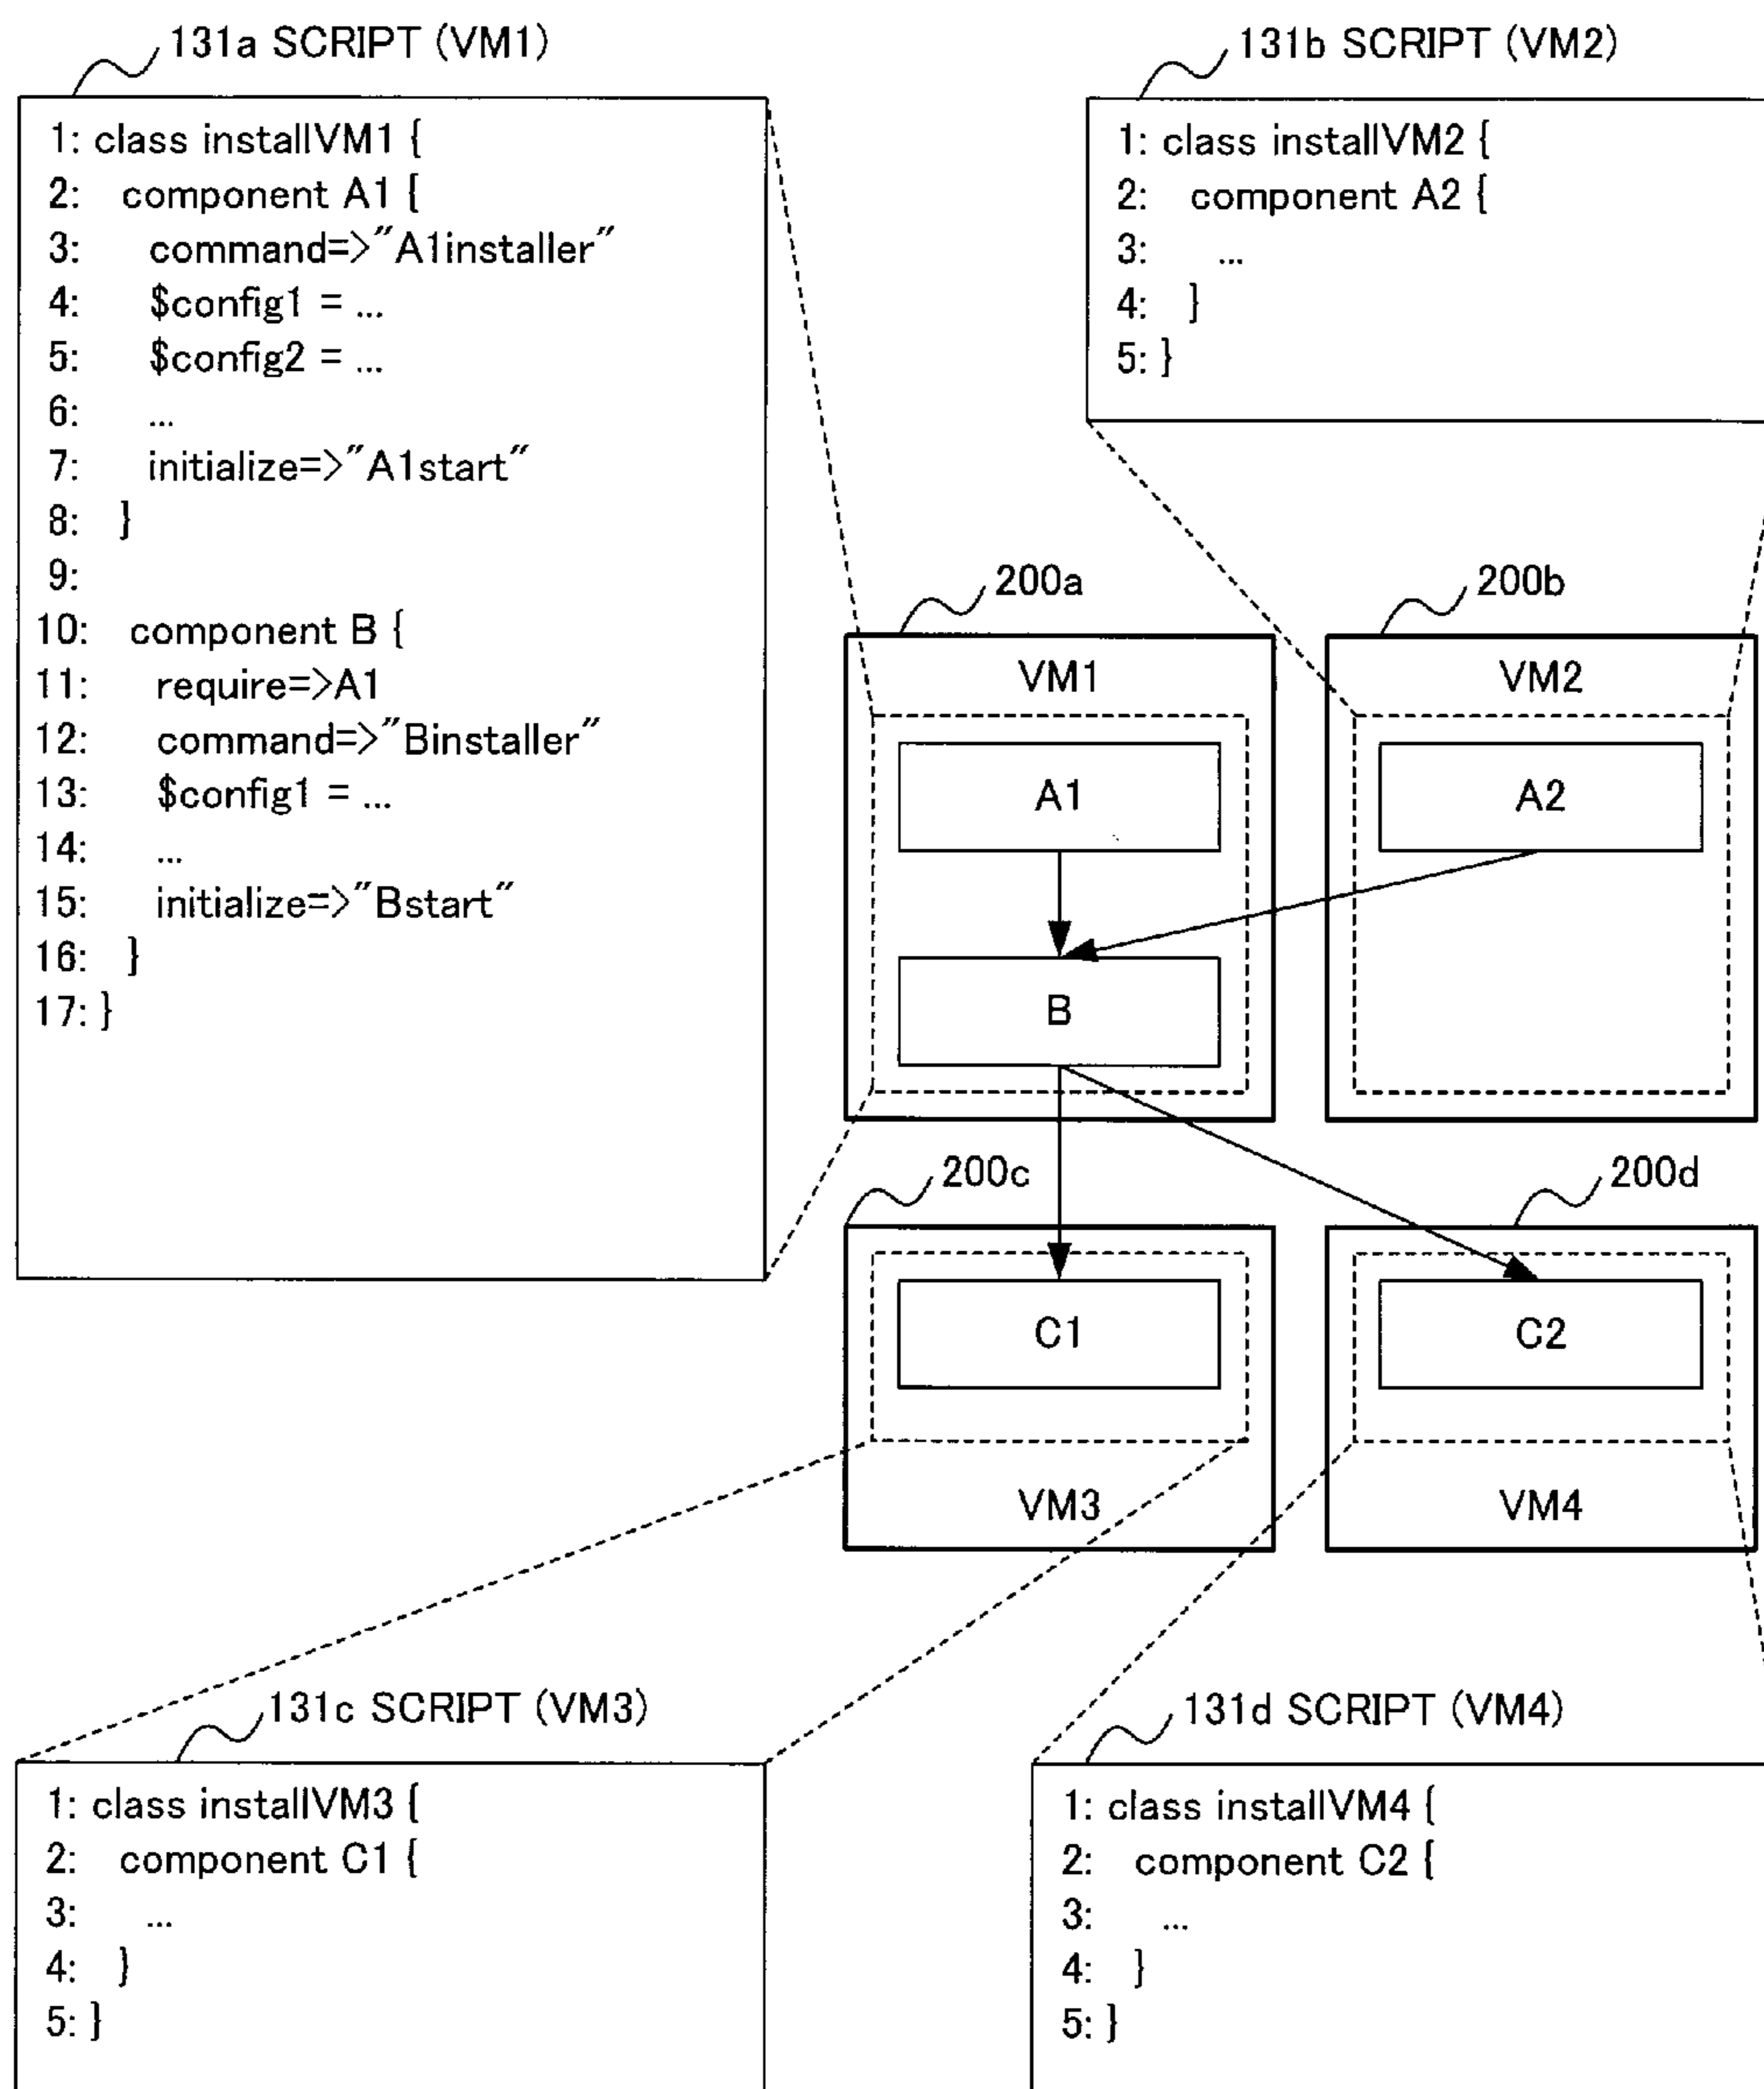 131a SCRIPT (VM1)
1: class installVM1 {
2: component A1 {
3: command=>"A1installer"
4: $config1 = ...
5: $config2 = ...
6: ...
7: initialize=>"A1start"
8: }
9:
10: component B {
11: require=>A1
12: command=>"Binstaller"
13: $config1 = ...
14: ...
15: initialize=>"Bstart"
16: }
17: }
131b SCRIPT (VM2)
1: class installVM2 {
2: component A2 {
3: ...
4: }
5: }
200a
VM1
A1
B
200b
VM2
A2
200c
C1
VM3
200d
C2
VM4
131c SCRIPT (VM3)
1: class installVM3 {
2: component C1 {
3: ...
4: }
5: }
131d SCRIPT (VM4)
1: class installVM4 {
2: component C2 {
3: ...
4: }
5: }